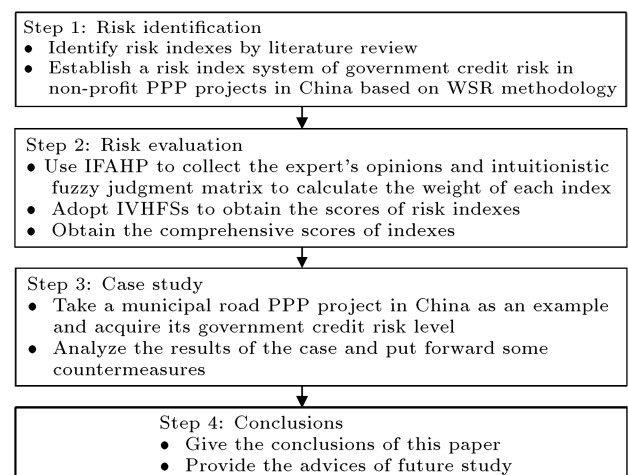 Step 1: Risk identification
● Identify risk indexes by literature review
● Establish a risk index system of government credit risk in
non-profit PPP projects in China based on WSR methodology
Step 2: Risk evaluation
● Use IFAHP to collect the expert's opinions and intuitionistic
fuzzy judgment matrix to calculate the weight of each index
● Adopt IVHFSs to obtain the scores of risk indexes
● Obtain the comprehensive scores of indexes
Step 3: Case study
● Take a municipal road PPP project in China as an example
and acquire its government credit risk level
● Analyze the results of the case and put forward some
countermeasures
Step 4: Conclusions
● Give the conclusions of this paper
● Provide the advices of future study